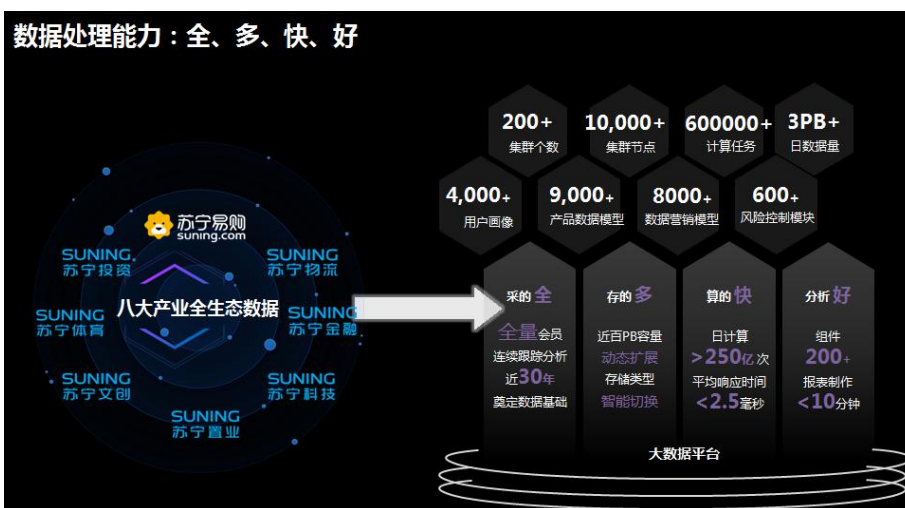 数据处理能力：全、多、快、好
苏宁易购
suning.com
SUNING
苏宁投资
SUNING
苏宁物流
八大产业全生态数据
SUNING
苏宁体育
SUNING
苏宁金融
SUNING
苏宁文创
SUNING
苏宁科技
SUNING
苏宁置业
200+
集群个数
10,000+
集群节点
600000+
计算任务
3PB+
日数据量
4,000+
用户画像
9,000+
产品数据模型
8000+
数据营销模型
600+
风险控制模块
采的全
全量会员
连续跟踪分析
近30年
奠定数据基础
存的多
近百PB容量
动态扩展
存储类型
智能切换
算的快
日计算
>250亿次
平均响应时间
<2.5毫秒
分析好
组件
200+
报表制作
<10分钟
大数据平台